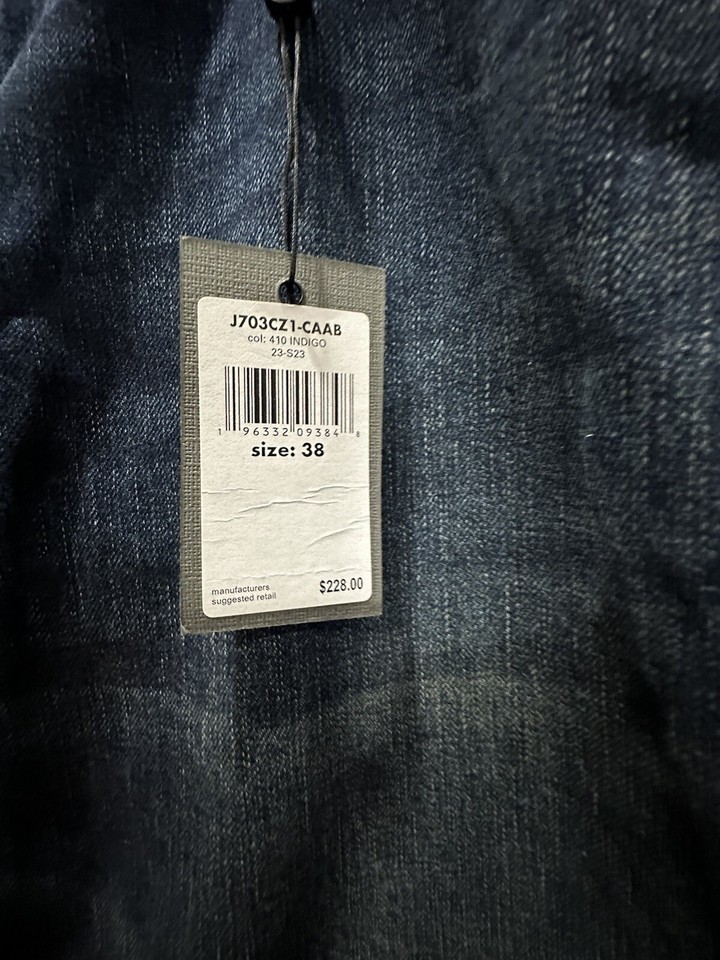 J703CZ1-CAAB
col: 410 INDIGO
23-S23
1 96332 09384 8
size: 38
manufacturers
suggested retail
$228.00